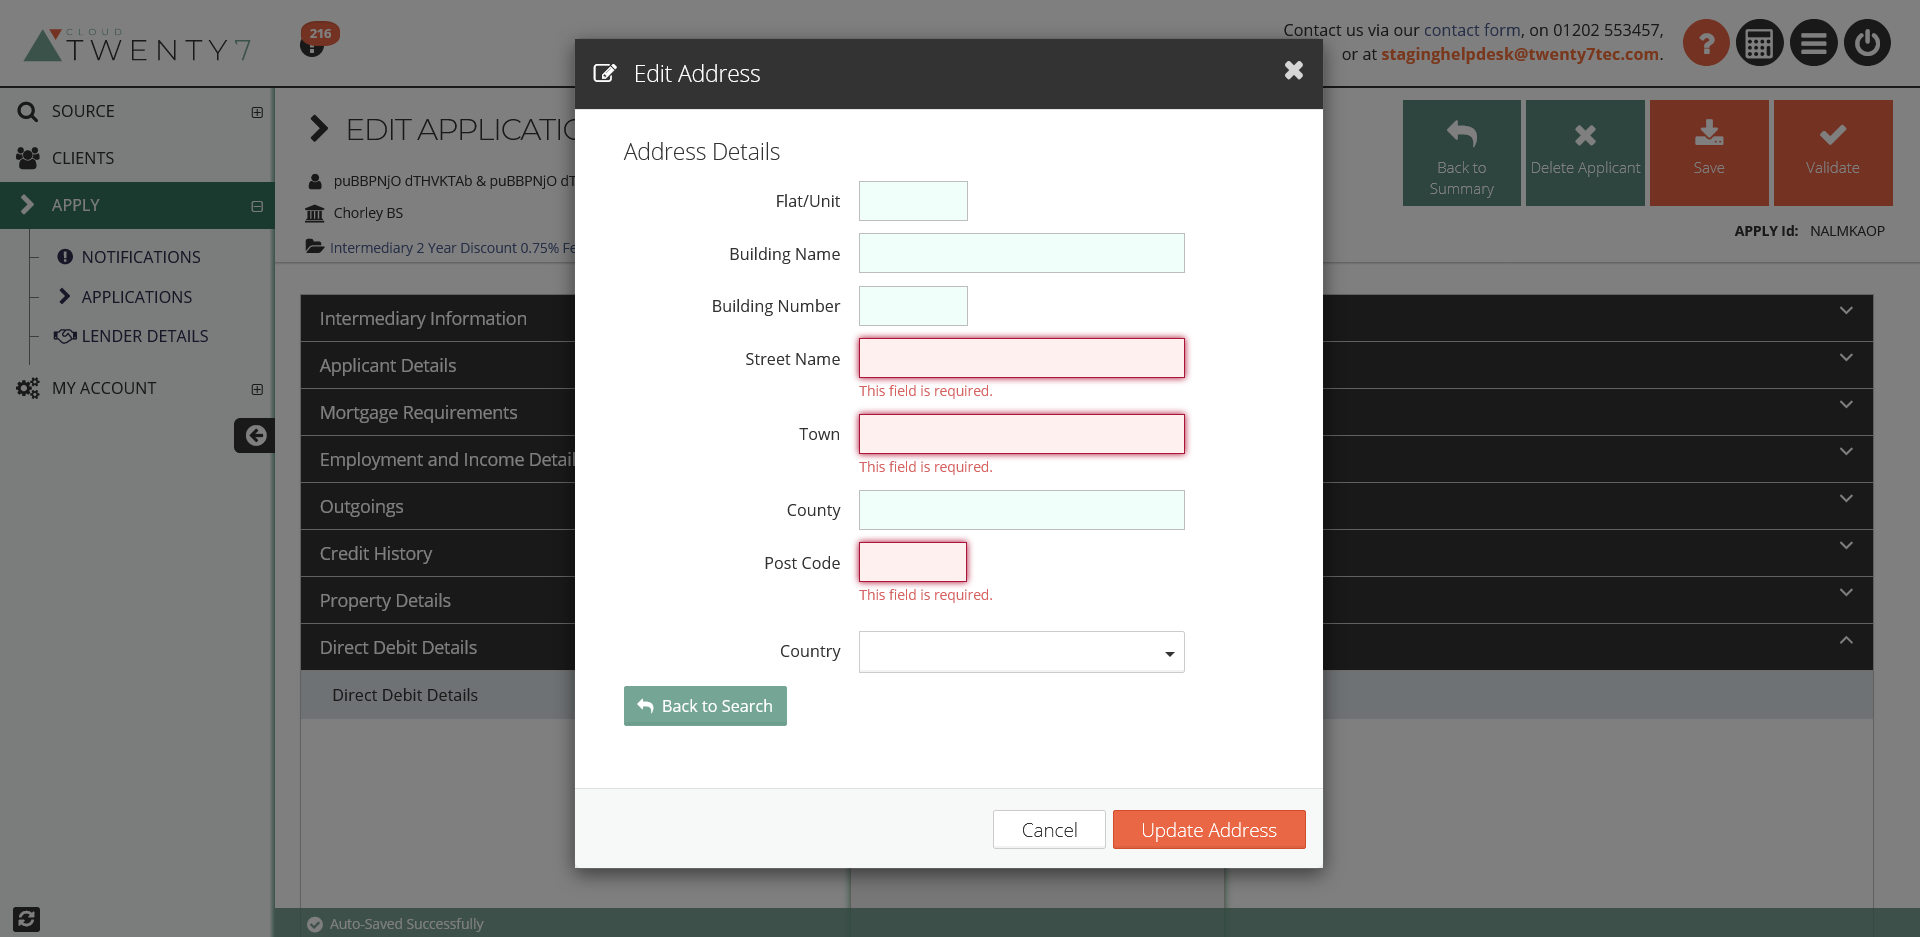 CLOUD
TWENTY7
216
Contact us via our contact form, on 01202 553457,
or at staginghelpdesk@twenty7tec.com.
SOURCE
CLIENTS
APPLY
NOTIFICATIONS
APPLICATIONS
LENDER DETAILS
MY ACCOUNT
EDIT APPLICATIO
puBBPNjO dTHVKTAb & puBBPNjO dT
Chorley BS
Intermediary 2 Year Discount 0.75% Fe
Back to
Summary
Delete Applicant
Save
Validate
APPLY Id: NALMKAOP
Intermediary Information
Applicant Details
Mortgage Requirements
Employment and Income Detail
Outgoings
Credit History
Property Details
Direct Debit Details
Direct Debit Details
Edit Address
Address Details
Flat/Unit
Building Name
Building Number
Street Name
This field is required.
Town
This field is required.
County
Post Code
This field is required.
Country
Back to Search
Cancel
Update Address
Auto-Saved Successfully